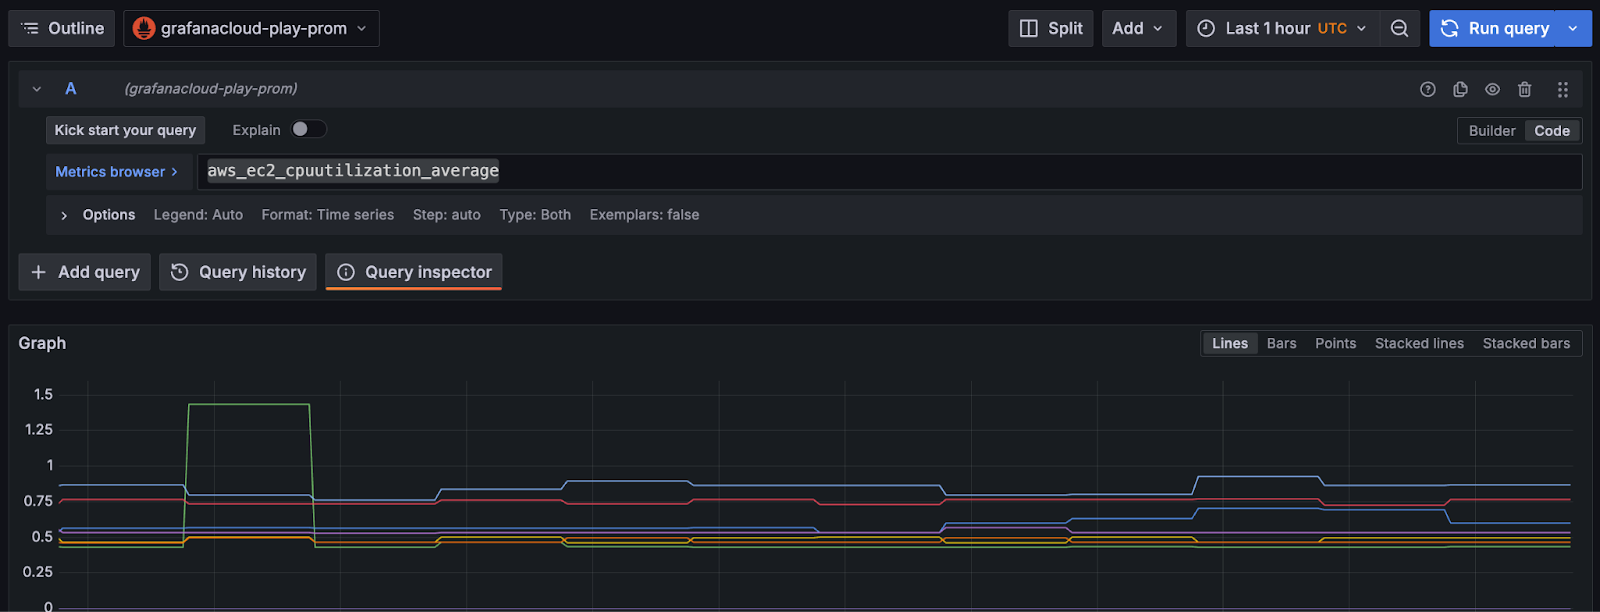 Outline grafanacloud-play-prom Split Add Last 1 hour UTC Run query
A (grafanacloud-play-prom)
Kick start your query Explain Builder Code
Metrics browser > aws_ec2_cpuutilization_average
> Options Legend: Auto Format: Time series Step: auto Type: Both Exemplars: false
+ Add query Query history Query inspector
Graph Lines Bars Points Stacked lines Stacked bars
1.5
1.25
1
0.75
0.5
0.25
0